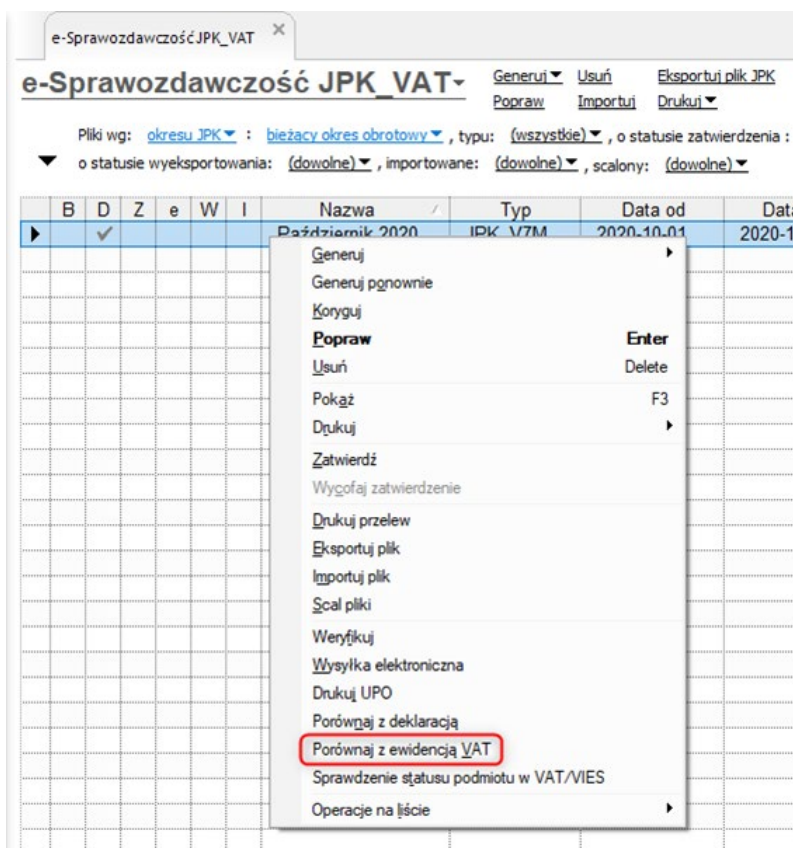 e-Sprawozdawczość JPK_VAT
e-Sprawozdawczość JPK_VAT
Generuj Usuń Eksportuj plik JPK
Popraw Importuj Drukuj
Pliki wg: okresu JPK : bieżący okres obrotowy , typu: (wszystkie) , o statusie zatwierdzenia :
o statusie wyeksportowania: (dowolne) , importowane: (dowolne) , scalony: (dowolne)
B D Z e W I Nazwa Typ Data od Data
Październik 2020 JPK_V7M 2020-10-01 2020-1
Generuj
Generuj ponownie
Koryguj
Popraw Enter
Usuń Delete
Pokaż F3
Drukuj
Zatwierdź
Wycofaj zatwierdzenie
Drukuj przelew
Eksportuj plik
Importuj plik
Scal pliki
Weryfikuj
Wysyłka elektroniczna
Drukuj UPO
Porównaj z deklaracją
Porównaj z ewidencją VAT
Sprawdzenie statusu podmiotu w VAT/VIES
Operacje na liście